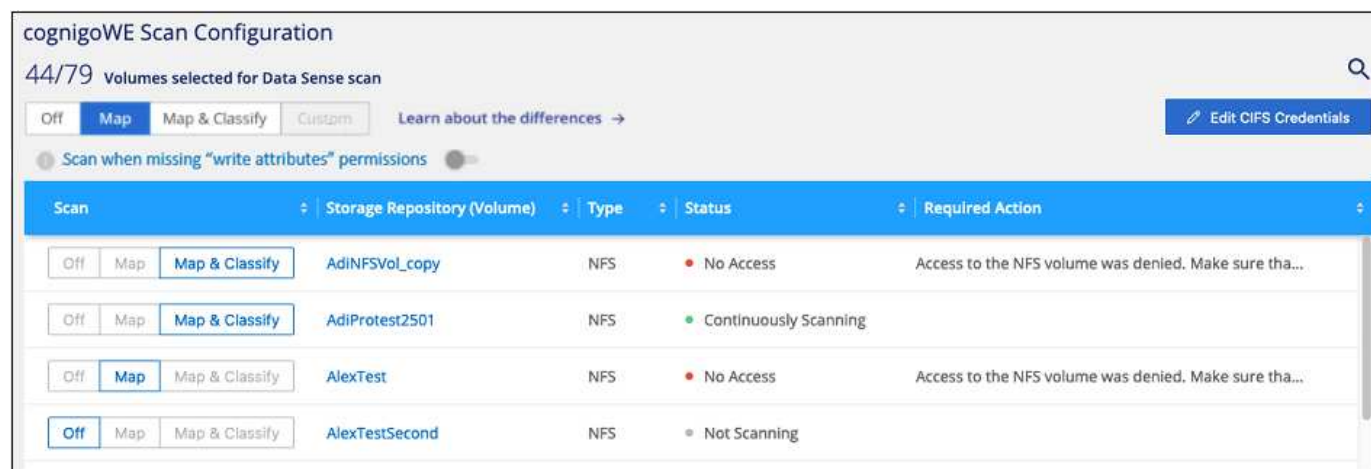 cognigoWE Scan Configuration
44/79 Volumes selected for Data Sense scan
Off Map Map & Classify Custom Learn about the differences → Edit CIFS Credentials
Scan when missing "write attributes" permissions
Scan Storage Repository (Volume) Type Status Required Action
Off Map Map & Classify AdiNFSVol_copy NFS No Access Access to the NFS volume was denied. Make sure tha...
Off Map Map & Classify AdiProtest2501 NFS Continuously Scanning
Off Map Map & Classify AlexTest NFS No Access Access to the NFS volume was denied. Make sure tha...
Off Map Map & Classify AlexTestSecond NFS Not Scanning